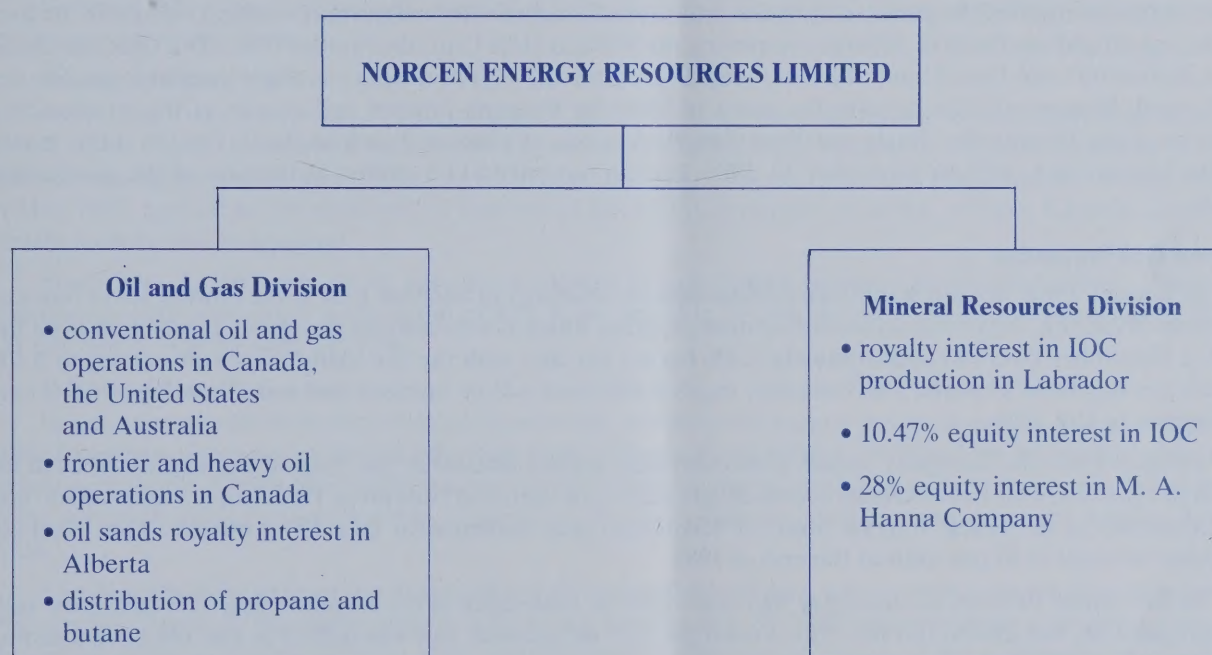 NORCEN ENERGY RESOURCES LIMITED
Oil and Gas Division
• conventional oil and gas
operations in Canada,
the United States
and Australia
• frontier and heavy oil
operations in Canada
• oil sands royalty interest in
Alberta
• distribution of propane and
butane
Mineral Resources Division
• royalty interest in IOC
production in Labrador
• 10.47% equity interest in IOC
• 28% equity interest in M. A.
Hanna Company